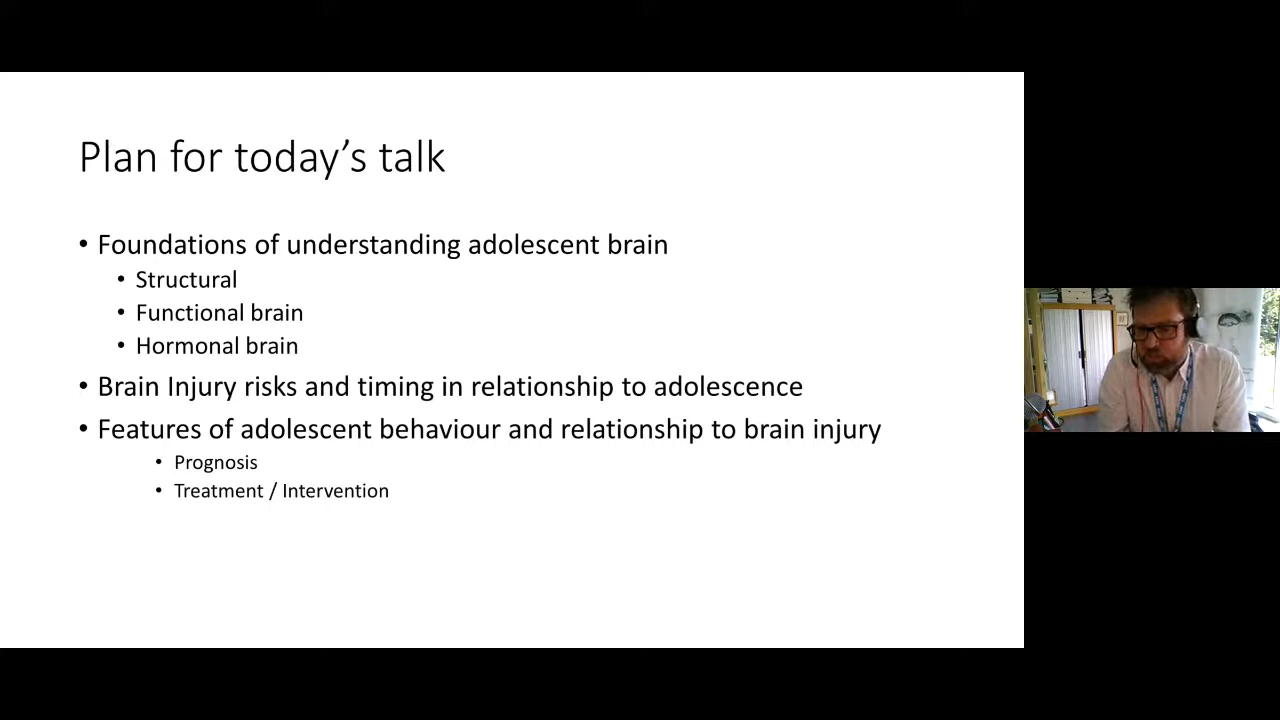 Plan for today’s talk
• Foundations of understanding adolescent brain
• Structural
• Functional brain
• Hormonal brain
• Brain Injury risks and timing in relationship to adolescence
• Features of adolescent behaviour and relationship to brain injury
• Prognosis
• Treatment / Intervention